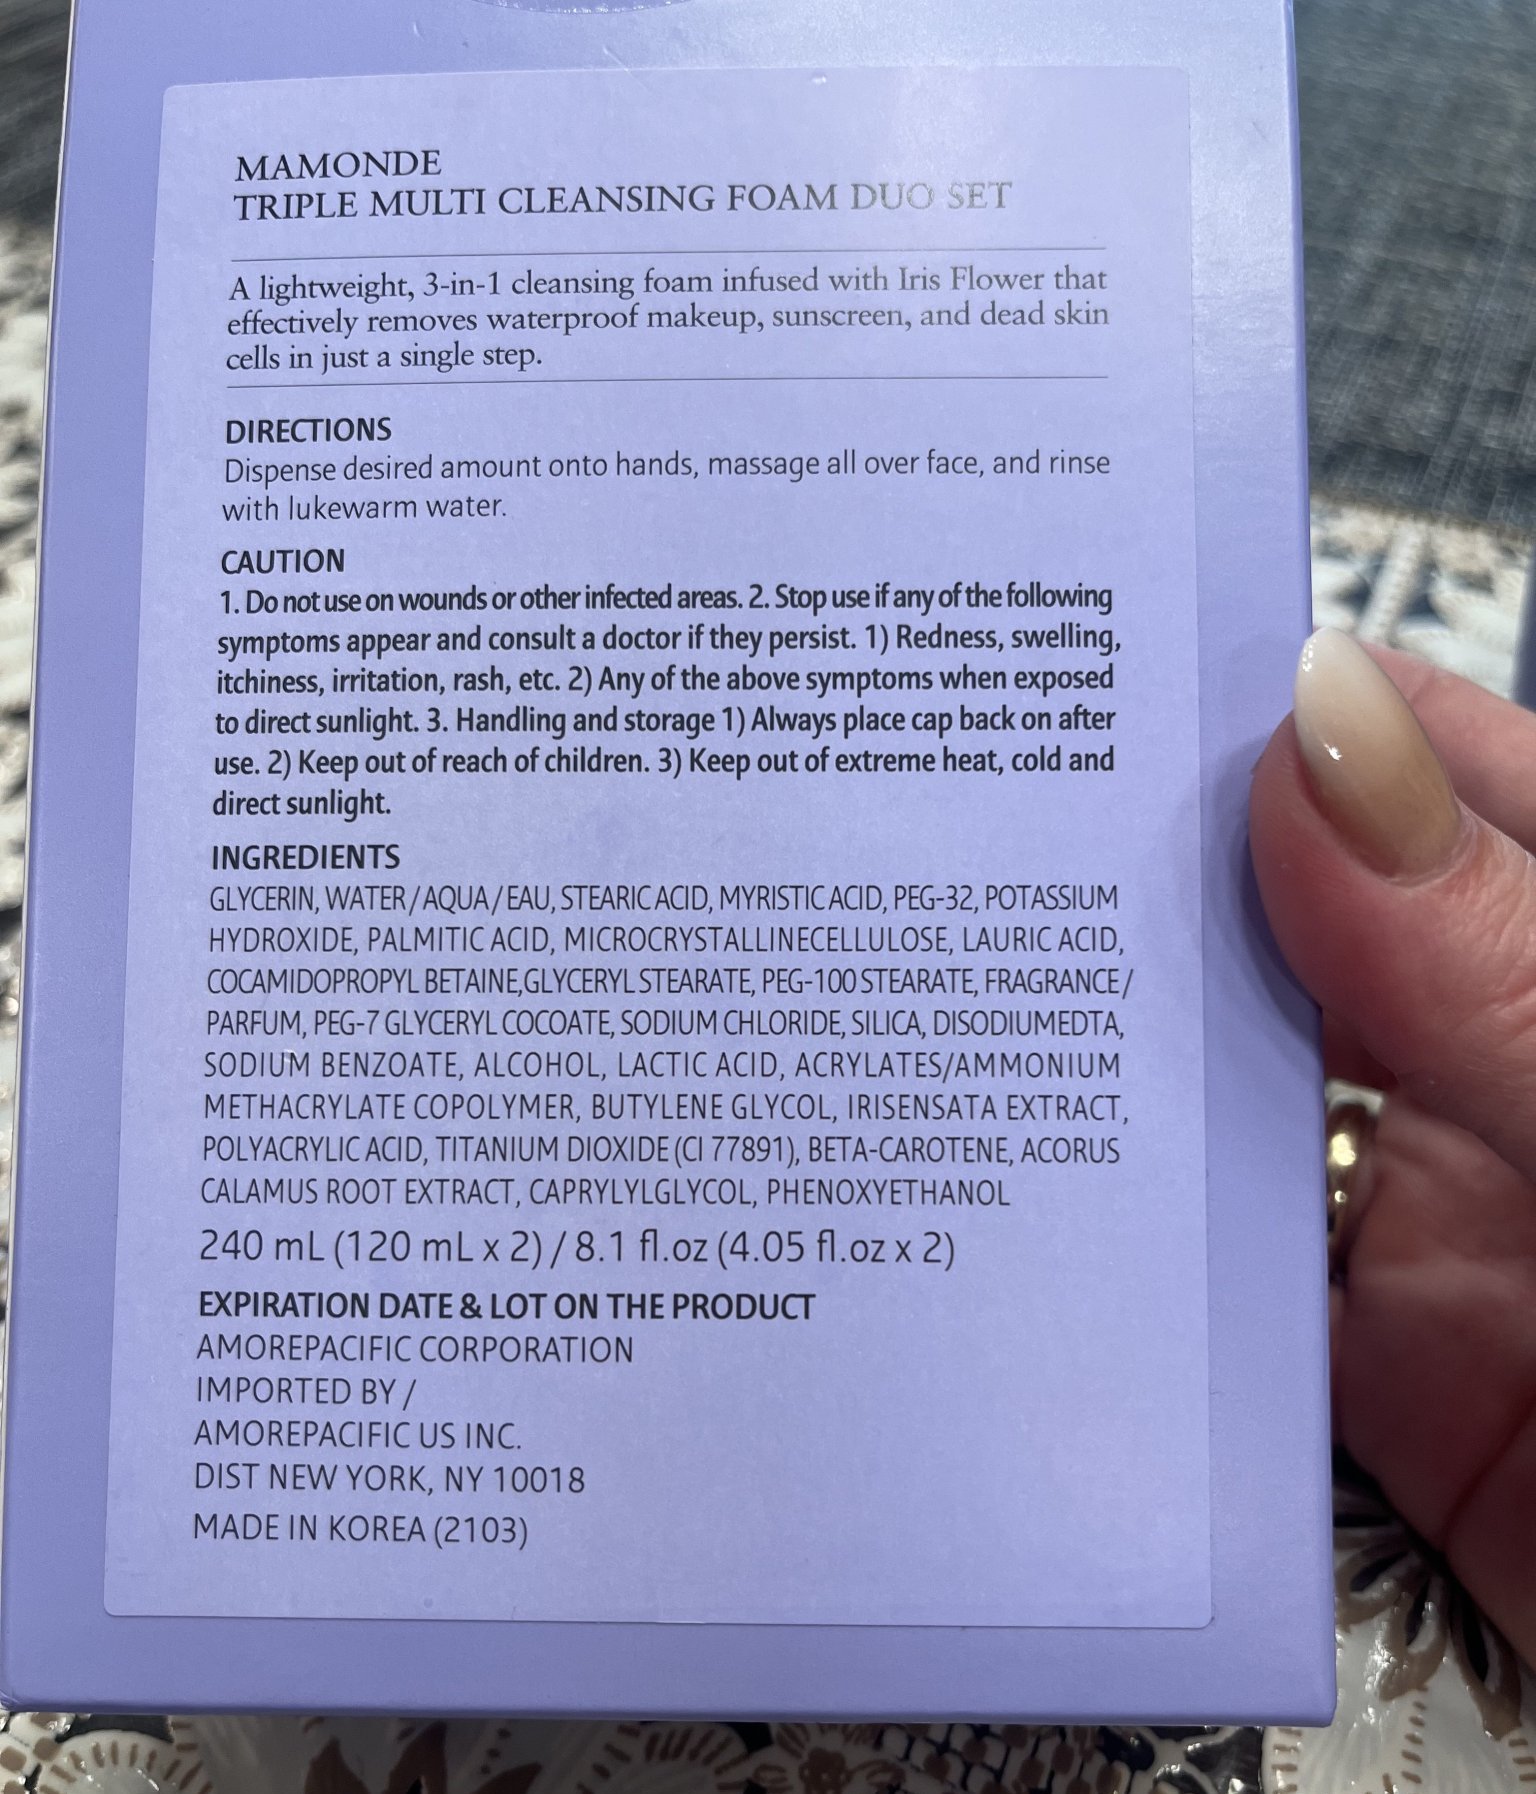 MAMONDE
TRIPLE MULTI CLEANSING FOAM DUO SET
A lightweight, 3-in-1 cleansing foam infused with Iris Flower that
effectively removes waterproof makeup, sunscreen, and dead skin
cells in just a single step.
DIRECTIONS
Dispense desired amount onto hands, massage all over face, and rinse
with lukewarm water.
CAUTION
1. Do not use on wounds or other infected areas. 2. Stop use if any of the following
symptoms appear and consult a doctor if they persist. 1) Redness, swelling,
itchiness, irritation, rash, etc. 2) Any of the above symptoms when exposed
to direct sunlight. 3. Handling and storage 1) Always place cap back on after
use. 2) Keep out of reach of children. 3) Keep out of extreme heat, cold and
direct sunlight.
INGREDIENTS
GLYCERIN, WATER / AQUA / EAU, STEARIC ACID, MYRISTIC ACID, PEG-32, POTASSIUM
HYDROXIDE, PALMITIC ACID, MICROCRYSTALLINECELLULOSE, LAURIC ACID,
COCAMIDOPROPYL BETAINE,GLYCERYL STEARATE, PEG-100 STEARATE, FRAGRANCE /
PARFUM, PEG-7 GLYCERYL COCOATE, SODIUM CHLORIDE, SILICA, DISODIUMEDTA,
SODIUM BENZOATE, ALCOHOL, LACTIC ACID, ACRYLATES/AMMONIUM
METHACRYLATE COPOLYMER, BUTYLENE GLYCOL, IRISENSATA EXTRACT,
POLYACRYLIC ACID, TITANIUM DIOXIDE (CI 77891), BETA-CAROTENE, ACORUS
CALAMUS ROOT EXTRACT, CAPRYLYLGLYCOL, PHENOXYETHANOL
240 mL (120 mL x 2) / 8.1 fl.oz (4.05 fl.oz x 2)
EXPIRATION DATE & LOT ON THE PRODUCT
AMOREPACIFIC CORPORATION
IMPORTED BY /
AMOREPACIFIC US INC.
DIST NEW YORK, NY 10018
MADE IN KOREA (2103)